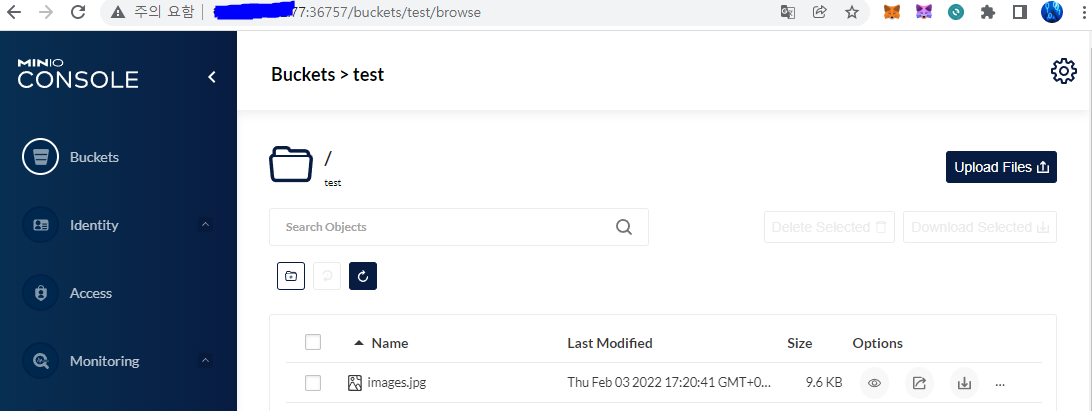 주의 요함 77:36757/buckets/test/browse
MINIO
CONSOLE
Buckets > test
Buckets
/
test
Upload Files
Identity
Search Objects
Delete Selected
Download Selected
Access
Name Last Modified Size Options
Monitoring
images.jpg Thu Feb 03 2022 17:20:41 GMT+0... 9.6 KB ...